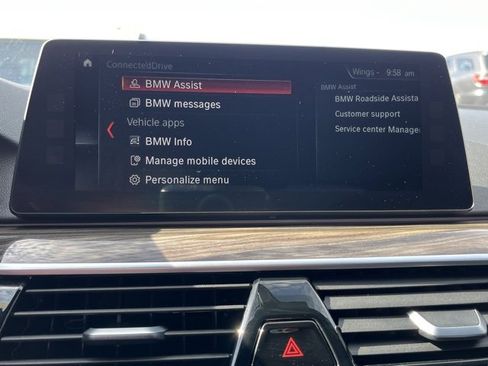 ConnectedDrive
Wings - 9:58 am
BMW Assist
BMW messages
Vehicle apps
BMW Info
Manage mobile devices
Personalize menu
BMW Assist
BMW Roadside Assista
Customer support
Service center Manager